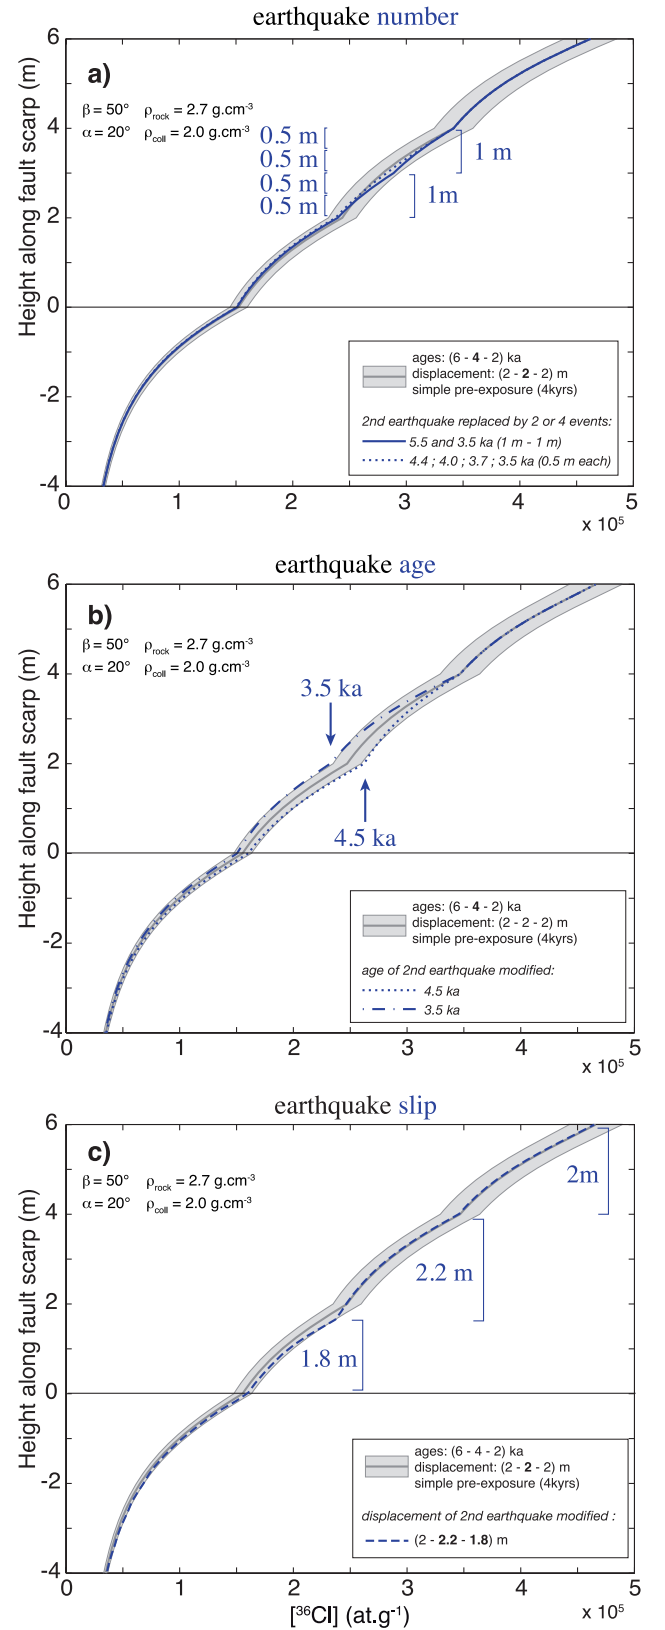 earthquake number
a)
β = 50° ρrock = 2.7 g.cm-3
α = 20° ρcoll = 2.0 g.cm-3
0.5 m
0.5 m
0.5 m
0.5 m
1 m
1m
Height along fault scarp (m)
6
4
2
0
-2
-4
ages: (6 - 4 - 2) ka
displacement: (2 - 2 - 2) m
simple pre-exposure (4kyrs)
2nd earthquake replaced by 2 or 4 events:
5.5 and 3.5 ka (1 m - 1 m)
4.4 ; 4.0 ; 3.7 ; 3.5 ka (0.5 m each)
0 1 2 3 4 5
x 10⁵
earthquake age
b)
β = 50° ρrock = 2.7 g.cm-3
α = 20° ρcoll = 2.0 g.cm-3
3.5 ka
4.5 ka
Height along fault scarp (m)
6
4
2
0
-2
-4
ages: (6 - 4 - 2) ka
displacement: (2 - 2 - 2) m
simple pre-exposure (4kyrs)
age of 2nd earthquake modified:
4.5 ka
3.5 ka
0 1 2 3 4 5
x 10⁵
earthquake slip
c)
β = 50° ρrock = 2.7 g.cm-3
α = 20° ρcoll = 2.0 g.cm-3
2m
2.2 m
1.8 m
Height along fault scarp (m)
6
4
2
0
-2
-4
ages: (6 - 4 - 2) ka
displacement: (2 - 2 - 2) m
simple pre-exposure (4kyrs)
displacement of 2nd earthquake modified :
(2 - 2.2 - 1.8) m
0 1 2 3 4 5
[³⁶Cl] (at.g-1)
x 10⁵